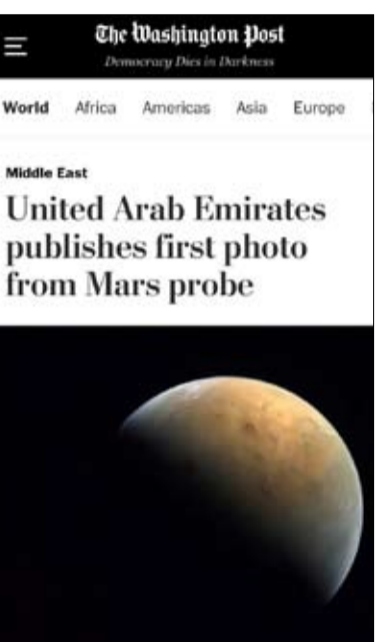 The Washington Post
Democracy Dies in Darkness
World Africa Americas Asia Europe
Middle East
United Arab Emirates
publishes first photo
from Mars probe